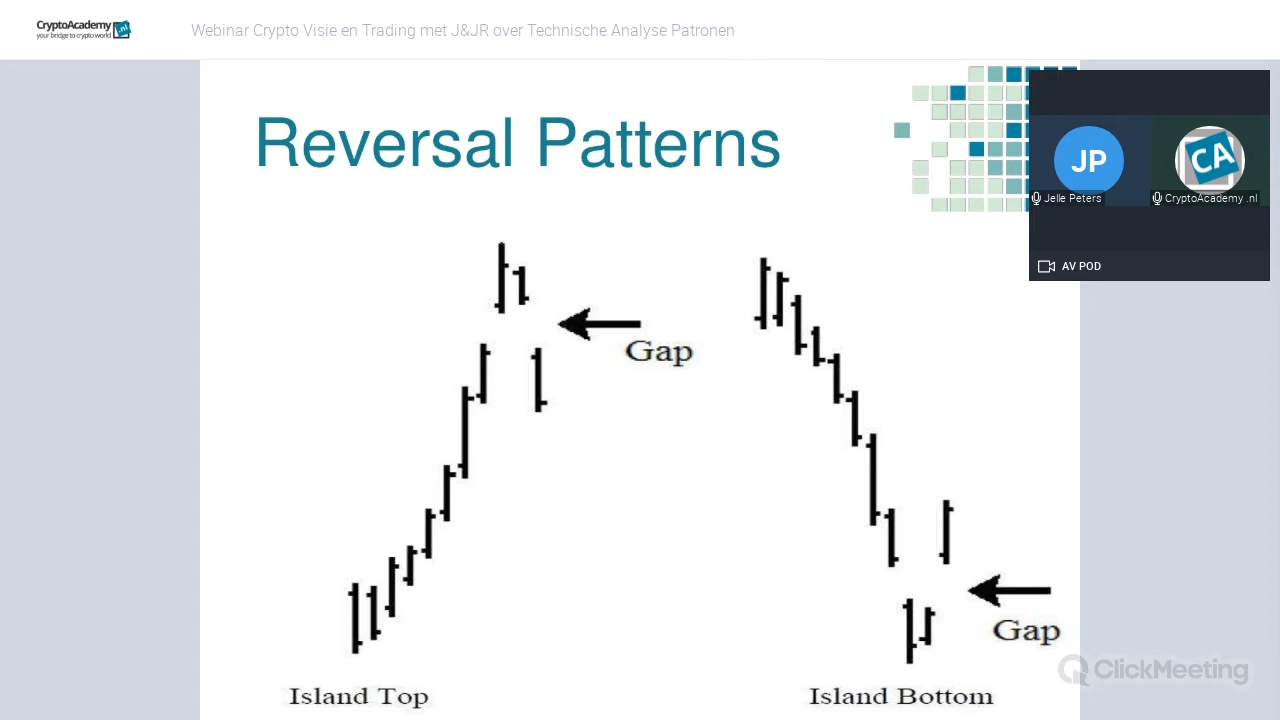 CryptoAcademy .nl
your bridge to crypto world
Webinar Crypto Visie en Trading met J&JR over Technische Analyse Patronen
Reversal Patterns
JP
CA
Jelle Peters
CryptoAcademy .nl
AV POD
Gap
Gap
ClickMeeting
Island Top
Island Bottom